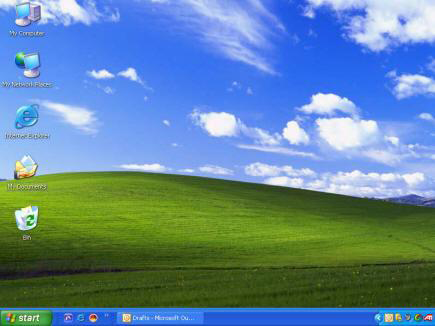 My Computer
My Network Places
Internet Explorer
My Documents
Bin
start
Drafts - Microsoft Ou...